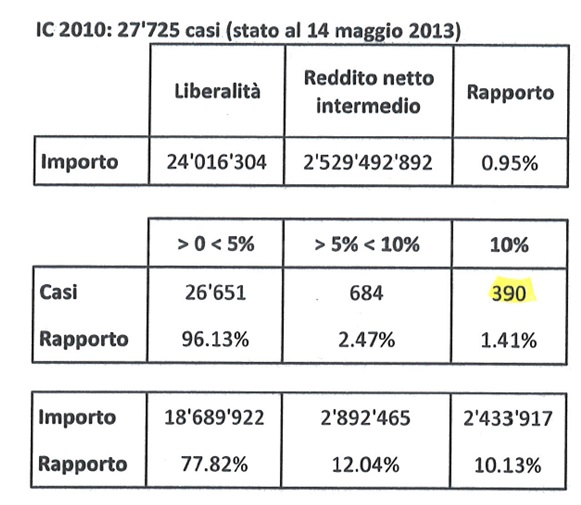 IC 2010: 27'725 casi (stato al 14 maggio 2013)
Liberalità Reddito netto intermedio Rapporto
Importo 24'016'304 2'529'492'892 0.95%
> 0 < 5% > 5% < 10% 10%
Casi 26'651 684 390
Rapporto 96.13% 2.47% 1.41%
Importo 18'689'922 2'892'465 2'433'917
Rapporto 77.82% 12.04% 10.13%